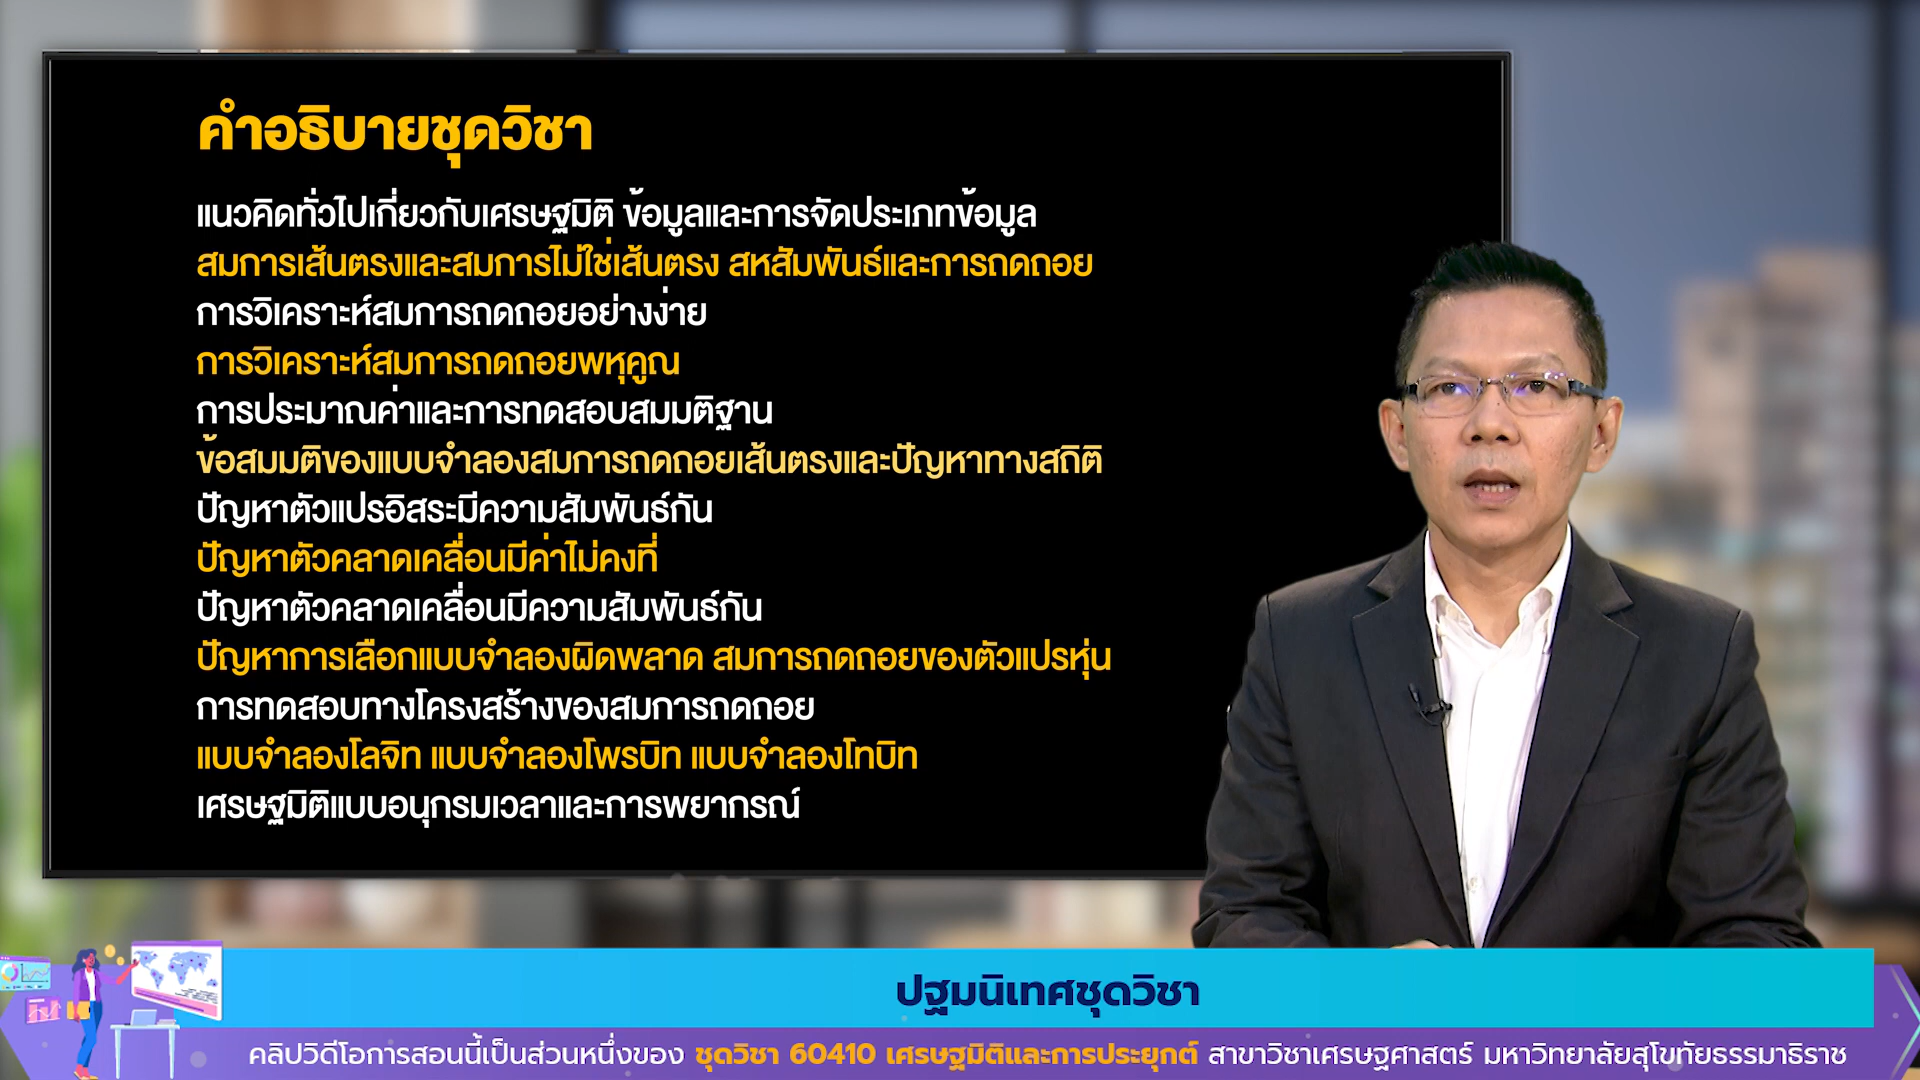 คำอธิบายชุดวิชา
แนวคิดทั่วไปเกี่ยวกับเศรษฐมิติ ข้อมูลและการจัดประเภทข้อมูล
สมการเส้นตรงและสมการไม่ใช่เส้นตรง สหสัมพันธ์และการถดถอย
การวิเคราะห์สมการถดถอยอย่างง่าย
การวิเคราะห์สมการถดถอยพหุคูณ
การประมาณค่าและการทดสอบสมมติฐาน
ข้อสมมติของแบบจำลองสมการถดถอยเส้นตรงและปัญหาทางสถิติ
ปัญหาตัวแปรอิสระมีความสัมพันธ์กัน
ปัญหาตัวคลาดเคลื่อนมีค่าไม่คงที่
ปัญหาตัวคลาดเคลื่อนมีความสัมพันธ์กัน
ปัญหาการเลือกแบบจำลองผิดพลาด สมการถดถอยของตัวแปรหุ่น
การทดสอบทางโครงสร้างของสมการถดถอย
แบบจำลองโลจิท แบบจำลองโพรบิท แบบจำลองโทบิท
เศรษฐมิติแบบอนุกรมเวลาและการพยากรณ์
ปฐมนิเทศชุดวิชา
คลิปวิดีโอการสอนนี้เป็นส่วนหนึ่งของ ชุดวิชา 60410 เศรษฐมิติและการประยุกต์ สาขาวิชาเศรษฐศาสตร์ มหาวิทยาลัยสุโขทัยธรรมาธิราช